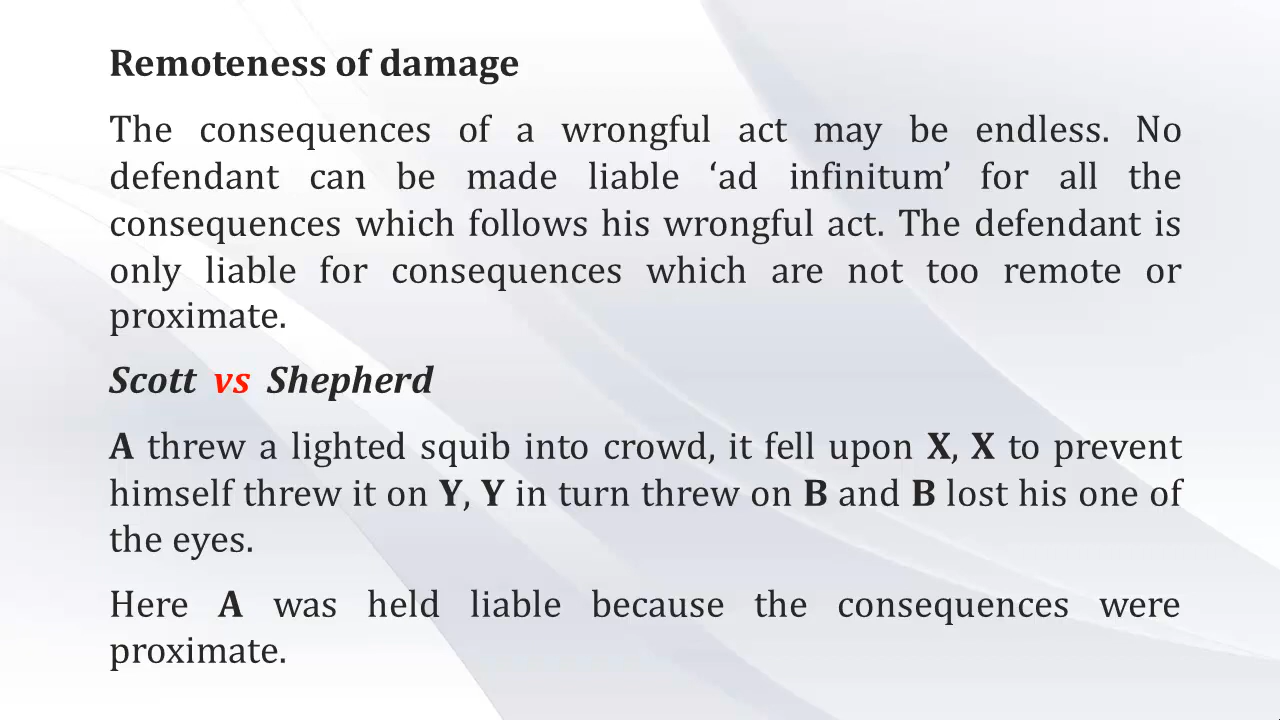 Remoteness of damage
The consequences of a wrongful act may be endless. No
defendant can be made liable ‘ad infinitum’ for all the
consequences which follows his wrongful act. The defendant is
only liable for consequences which are not too remote or
proximate.
Scott vs Shepherd
A threw a lighted squib into crowd, it fell upon X, X to prevent
himself threw it on Y, Y in turn threw on B and B lost his one of
the eyes.
Here A was held liable because the consequences were
proximate.